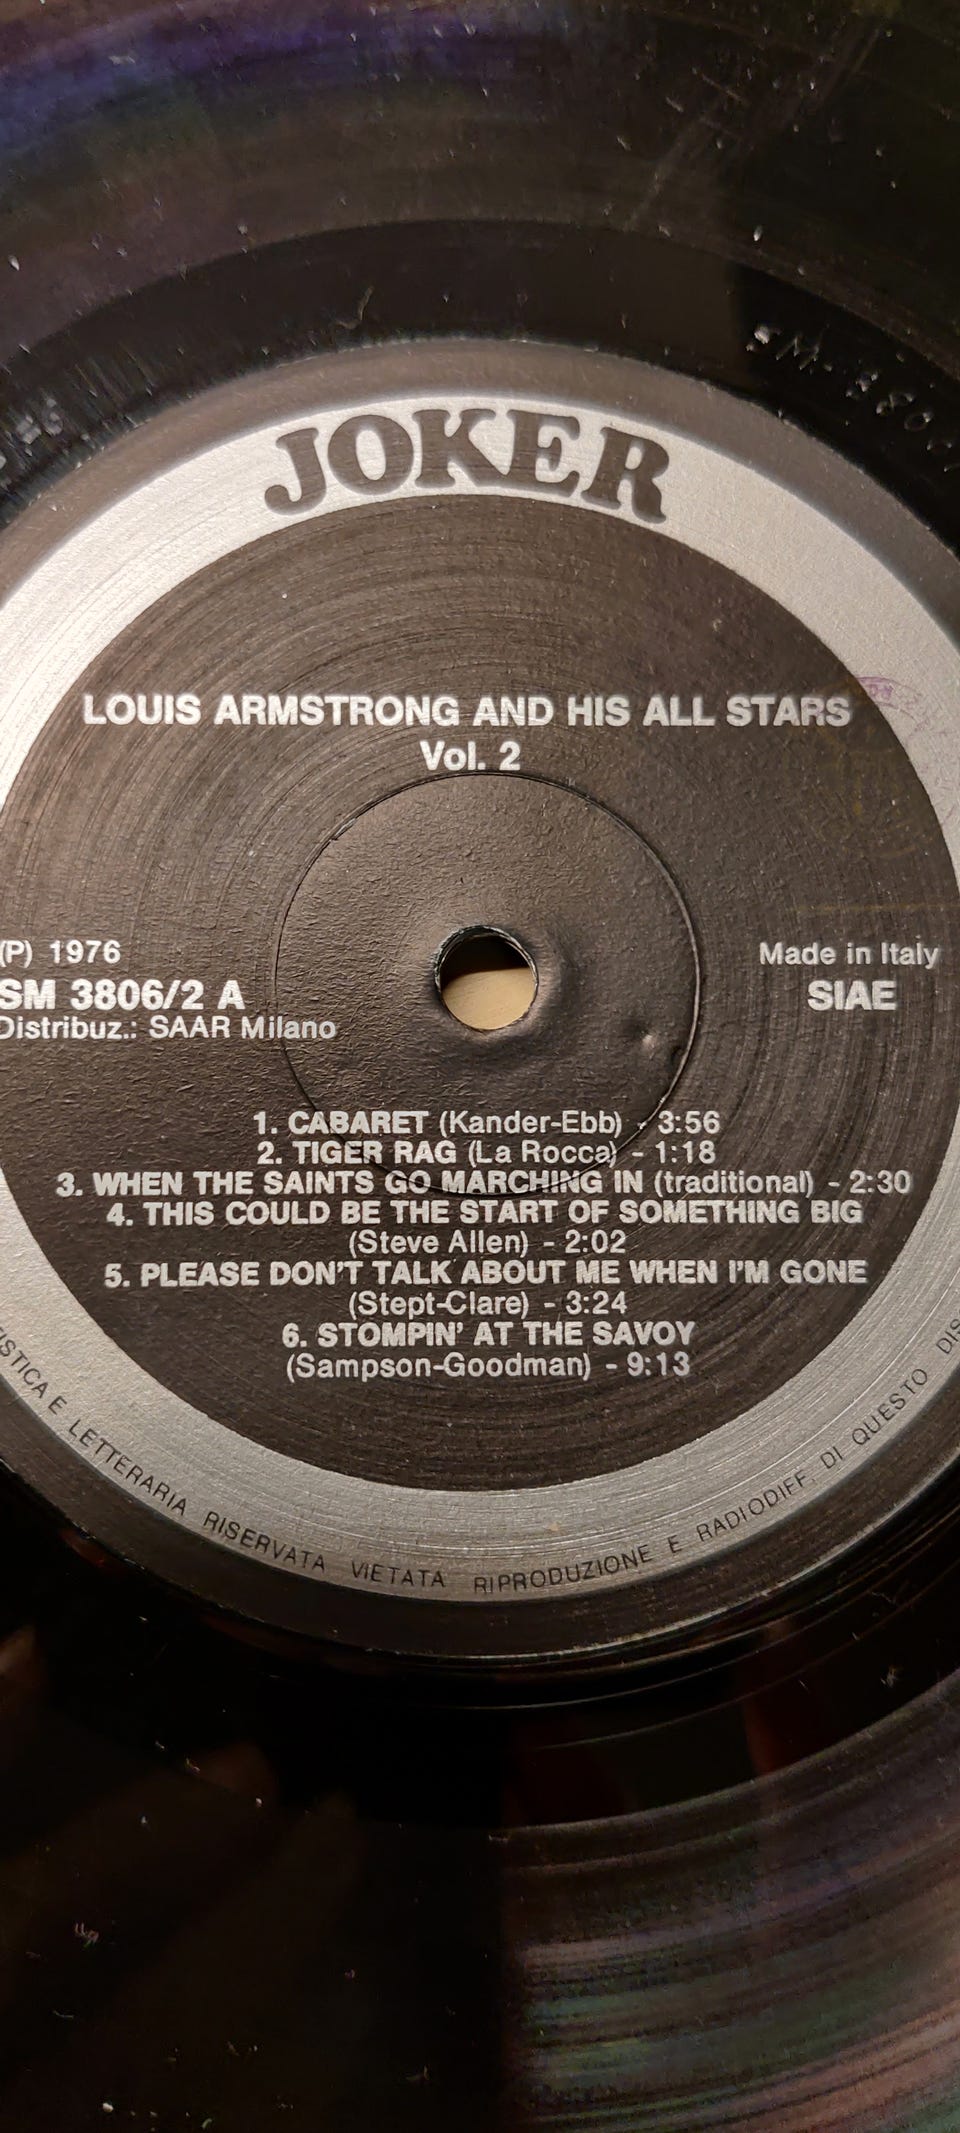 JOKER
LOUIS ARMSTRONG AND HIS ALL STARS
Vol. 2
(P) 1976
SM 3806/2 A
Distribuz.: SAAR Milano
Made in Italy
SIAE
1. CABARET (Kander-Ebb) - 3:56
2. TIGER RAG (La Rocca) - 1:18
3. WHEN THE SAINTS GO MARCHING IN (traditional) - 2:30
4. THIS COULD BE THE START OF SOMETHING BIG
(Steve Allen) - 2:02
5. PLEASE DON'T TALK ABOUT ME WHEN I'M GONE
(Stept-Clare) - 3:24
6. STOMPIN' AT THE SAVOY
(Sampson-Goodman) - 9:13
E LETTERARIA RISERVATA VIETATA RIPRODUZIONE E RADIODIFF. DI QUESTO